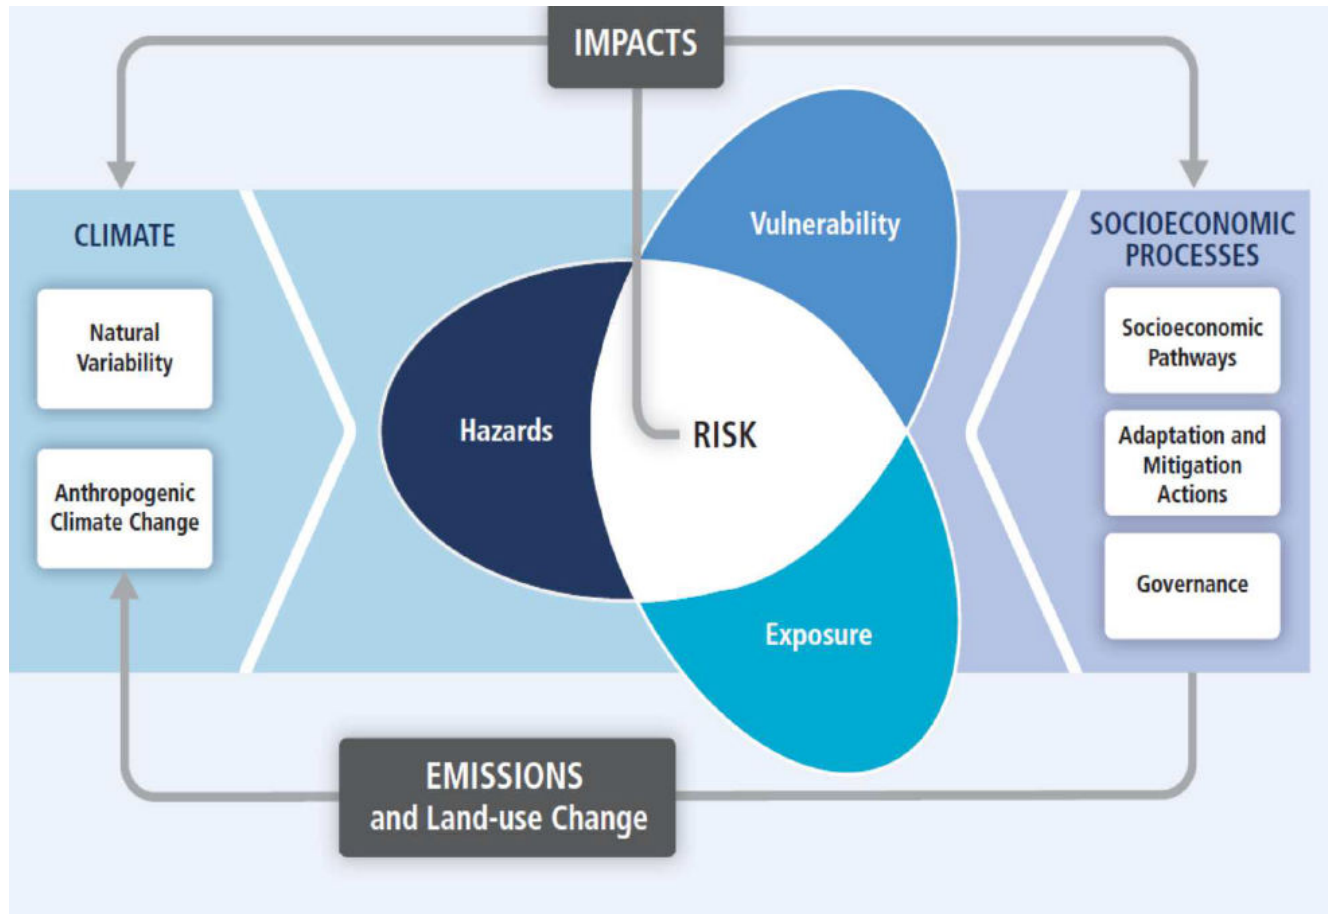 IMPACTS
CLIMATE
Natural
Variability
Anthropogenic
Climate Change
Vulnerability
Hazards
RISK
Exposure
SOCIOECONOMIC
PROCESSES
Socioeconomic
Pathways
Adaptation and
Mitigation
Actions
Governance
EMISSIONS
and Land-use Change